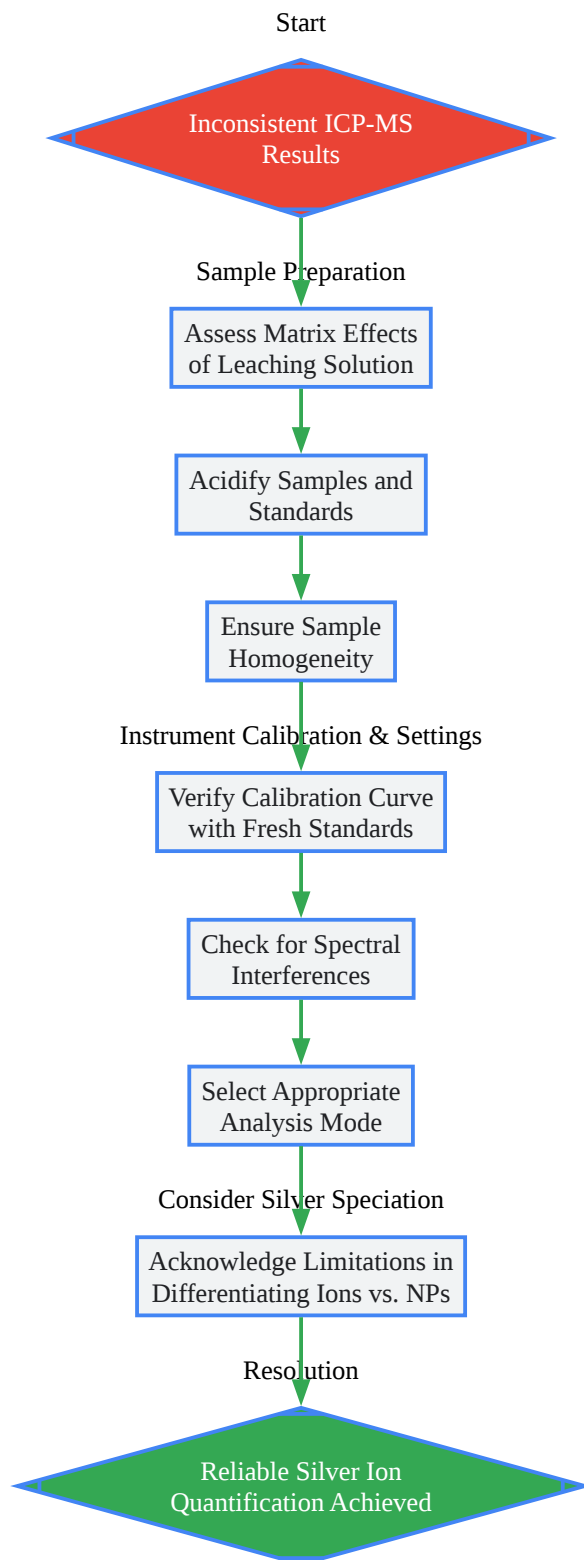 Start
Inconsistent ICP-MS
Results
Sample Preparation
Assess Matrix Effects
of Leaching Solution
Acidify Samples and
Standards
Ensure Sample
Homogeneity
Instrument Calibration & Settings
Verify Calibration Curve
with Fresh Standards
Check for Spectral
Interferences
Select Appropriate
Analysis Mode
Consider Silver Speciation
Acknowledge Limitations in
Differentiating Ions vs. NPs
Resolution
Reliable Silver Ion
Quantification Achieved